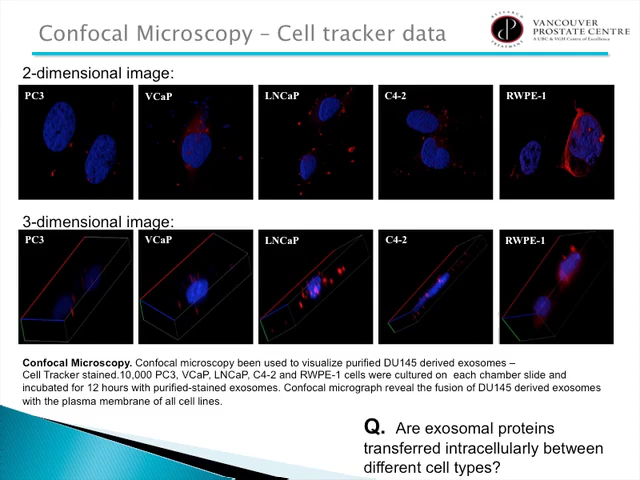 Confocal Microscopy – Cell tracker data
RESEARCH
TREATMENT
VANCOUVER
PROSTATE CENTRE
A UBC & VGH Centre of Excellence
2-dimensional image:
PC3
VCaP
LNCaP
C4-2
RWPE-1
3-dimensional image:
PC3
VCaP
LNCaP
C4-2
RWPE-1
Confocal Microscopy. Confocal microscopy been used to visualize purified DU145 derived exosomes –
Cell Tracker stained.10,000 PC3, VCaP, LNCaP, C4-2 and RWPE-1 cells were cultured on each chamber slide and
incubated for 12 hours with purified-stained exosomes. Confocal micrograph reveal the fusion of DU145 derived exosomes
with the plasma membrane of all cell lines.
Q. Are exosomal proteins
transferred intracellularly between
different cell types?